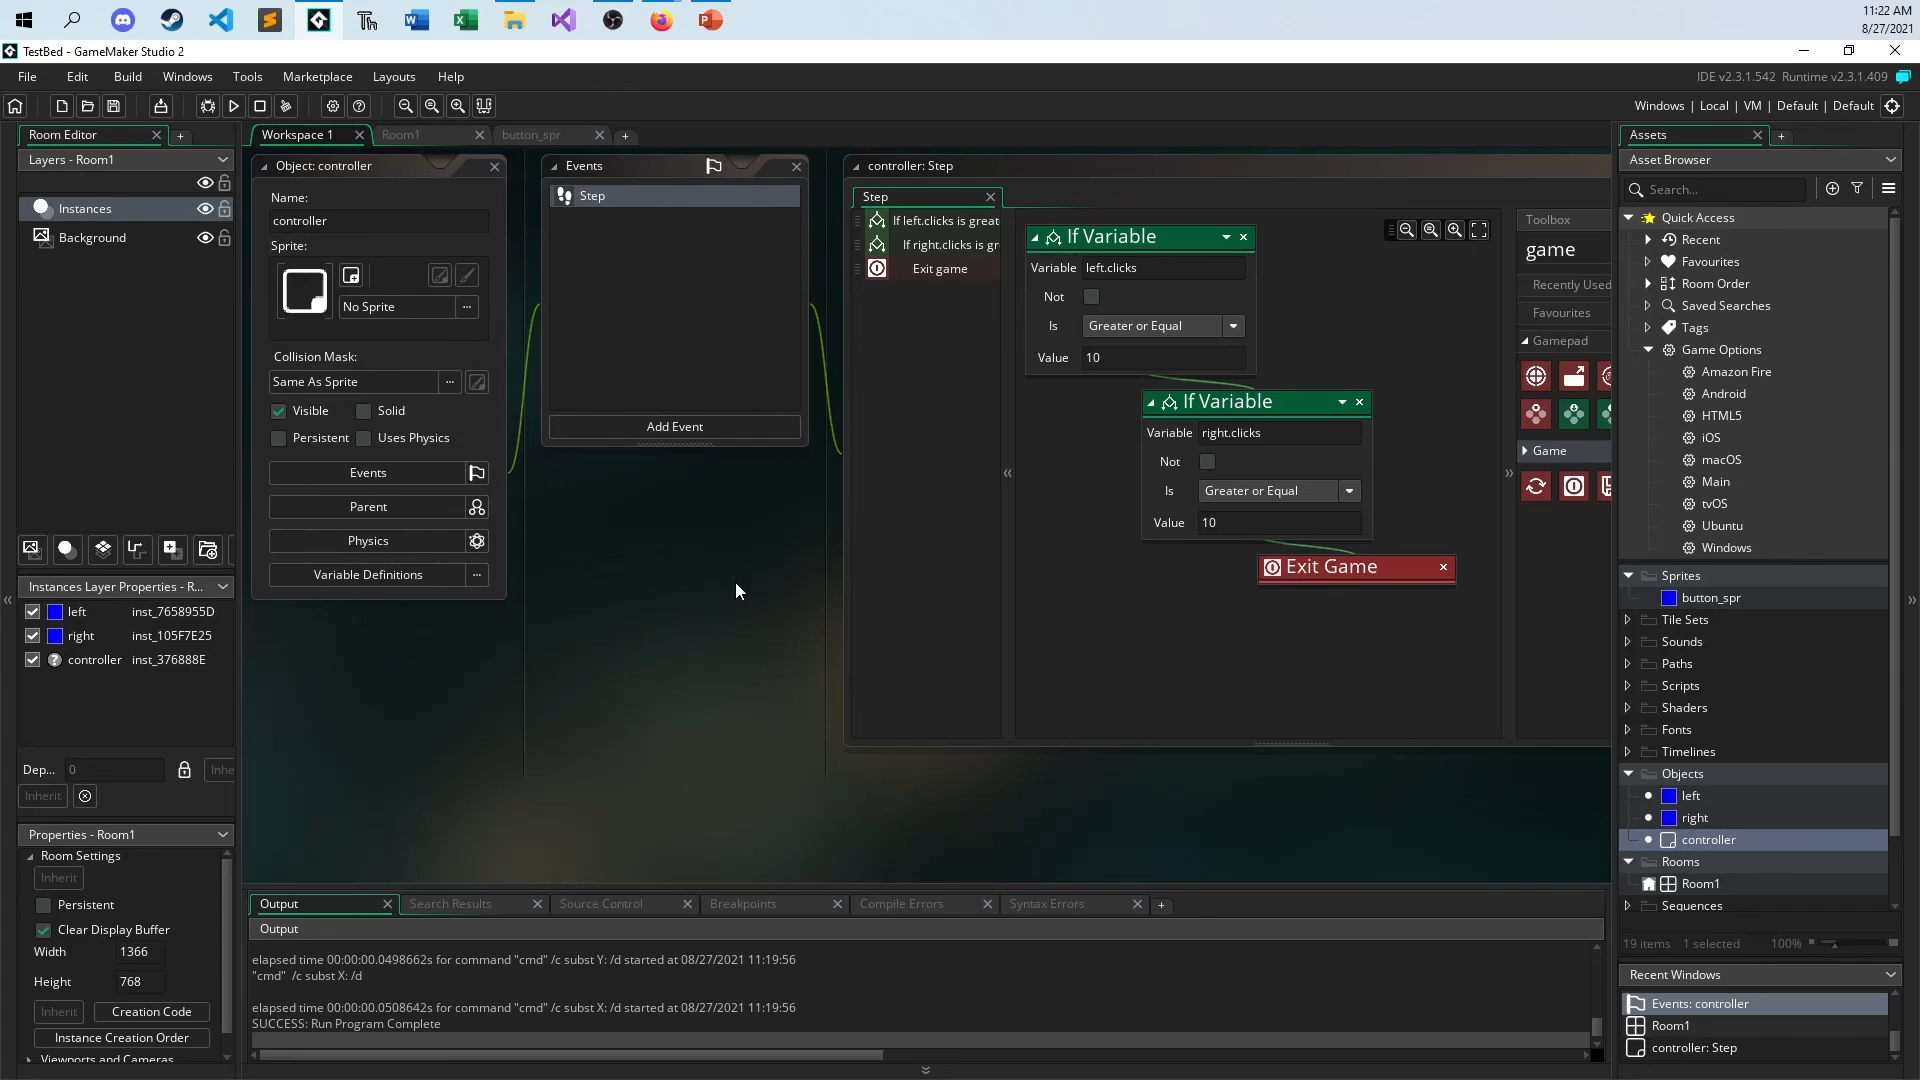 11:22 AM
8/27/2021
TestBed - GameMaker Studio 2
File Edit Build Windows Tools Marketplace Layouts Help
IDE v2.3.1.542 Runtime v2.3.1.409
Windows | Local | VM | Default | Default
Room Editor
Layers - Room1
Instances
Background
Instances Layer Properties - R...
left inst_7658955D
right inst_105F7E25
controller inst_376888E
Dep... 0 Inhe
Inherit
Properties - Room1
Room Settings
Inherit
Persistent
Clear Display Buffer
Width 1366
Height 768
Inherit Creation Code
Instance Creation Order
Viewports and Cameras
Workspace 1 Room1 button_spr
Object: controller
Name:
controller
Sprite:
No Sprite
Collision Mask:
Same As Sprite
Visible Solid
Persistent Uses Physics
Events
Parent
Physics
Variable Definitions
Events
Step
Add Event
controller: Step
Step
If left.clicks is great
If right.clicks is gr
Exit game
If Variable
Variable left.clicks
Not
Is Greater or Equal
Value 10
If Variable
Variable right.clicks
Not
Is Greater or Equal
Value 10
Exit Game
Toolbox
game
Recently Used
Favourites
Gamepad
Game
Output Search Results Source Control Breakpoints Compile Errors Syntax Errors
Output
elapsed time 00:00:00.0498662s for command "cmd" /c subst Y: /d started at 08/27/2021 11:19:56
"cmd" /c subst X: /d
elapsed time 00:00:00.0508642s for command "cmd" /c subst X: /d started at 08/27/2021 11:19:56
SUCCESS: Run Program Complete
Assets
Asset Browser
Search...
Quick Access
Recent
Favourites
Room Order
Saved Searches
Tags
Game Options
Amazon Fire
Android
HTML5
iOS
macOS
Main
tvOS
Ubuntu
Windows
Sprites
button_spr
Tile Sets
Sounds
Paths
Scripts
Shaders
Fonts
Timelines
Objects
left
right
controller
Rooms
Room1
Sequences
19 items 1 selected 100%
Recent Windows
Events: controller
Room1
controller: Step